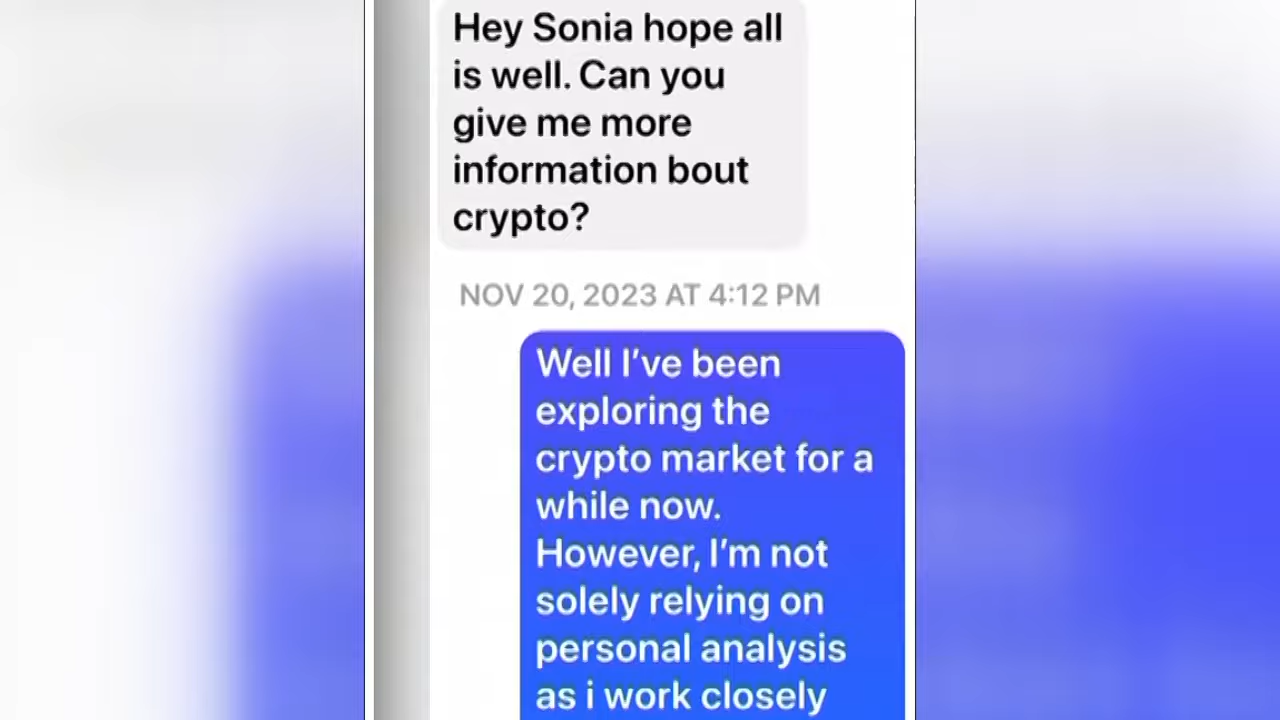 Hey Sonia hope all
is well. Can you
give me more
information bout
crypto?
NOV 20, 2023 AT 4:12 PM
Well I've been
exploring the
crypto market for a
while now.
However, I'm not
solely relying on
personal analysis
as i work closely